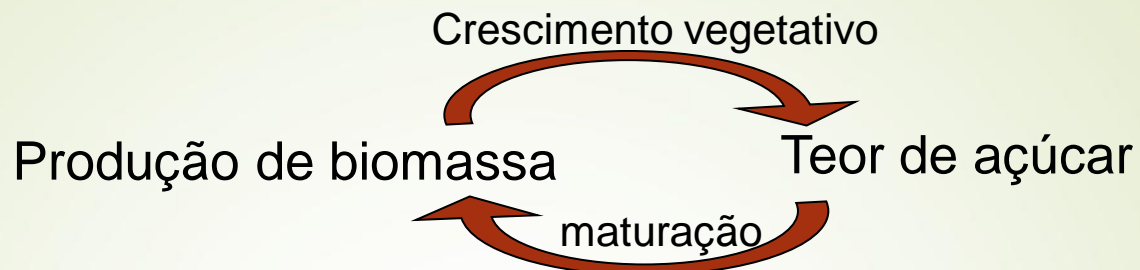 Crescimento vegetativo
Produção de biomassa
Teor de açúcar
maturação